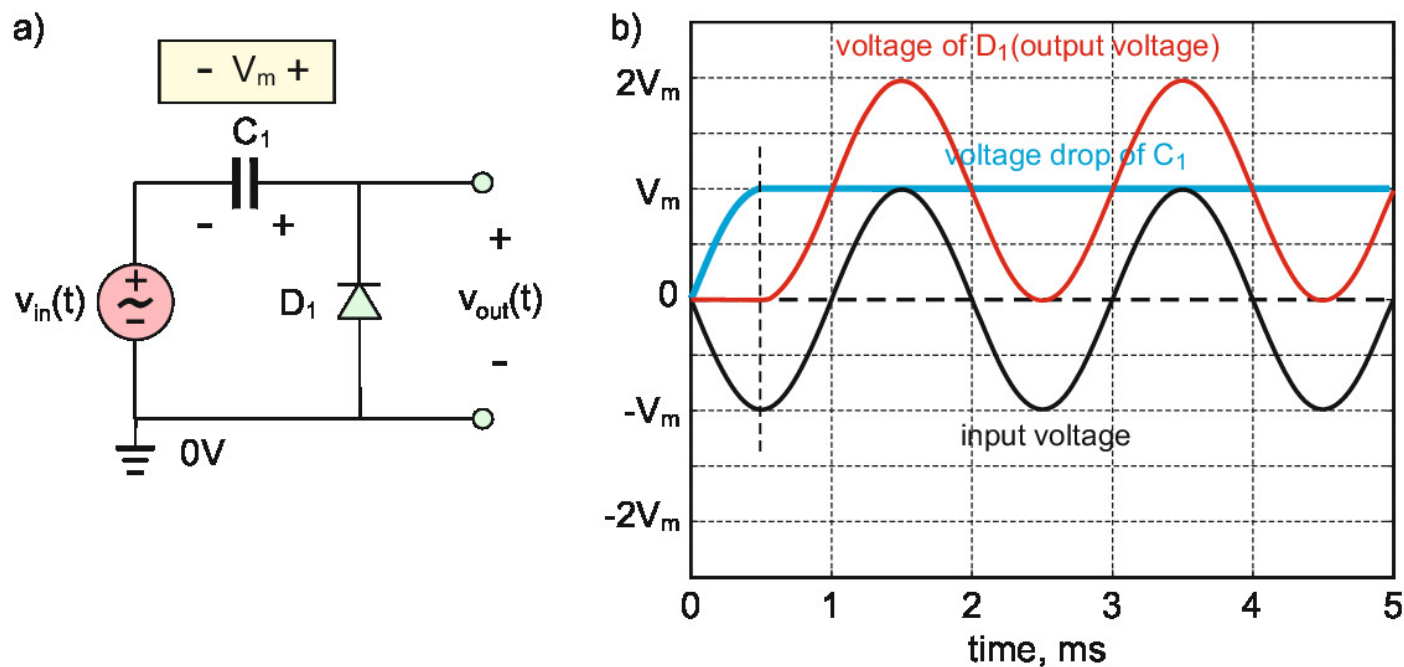 a)
- Vₘ +
C₁
- +
+
+
-
vᵢₙ(t)
D₁
vₒᵤₜ(t)
-
0V
b)
voltage of D₁(output voltage)
2Vₘ
voltage drop of C₁
Vₘ
0
-Vₘ
input voltage
-2Vₘ
0 1 2 3 4 5
time, ms